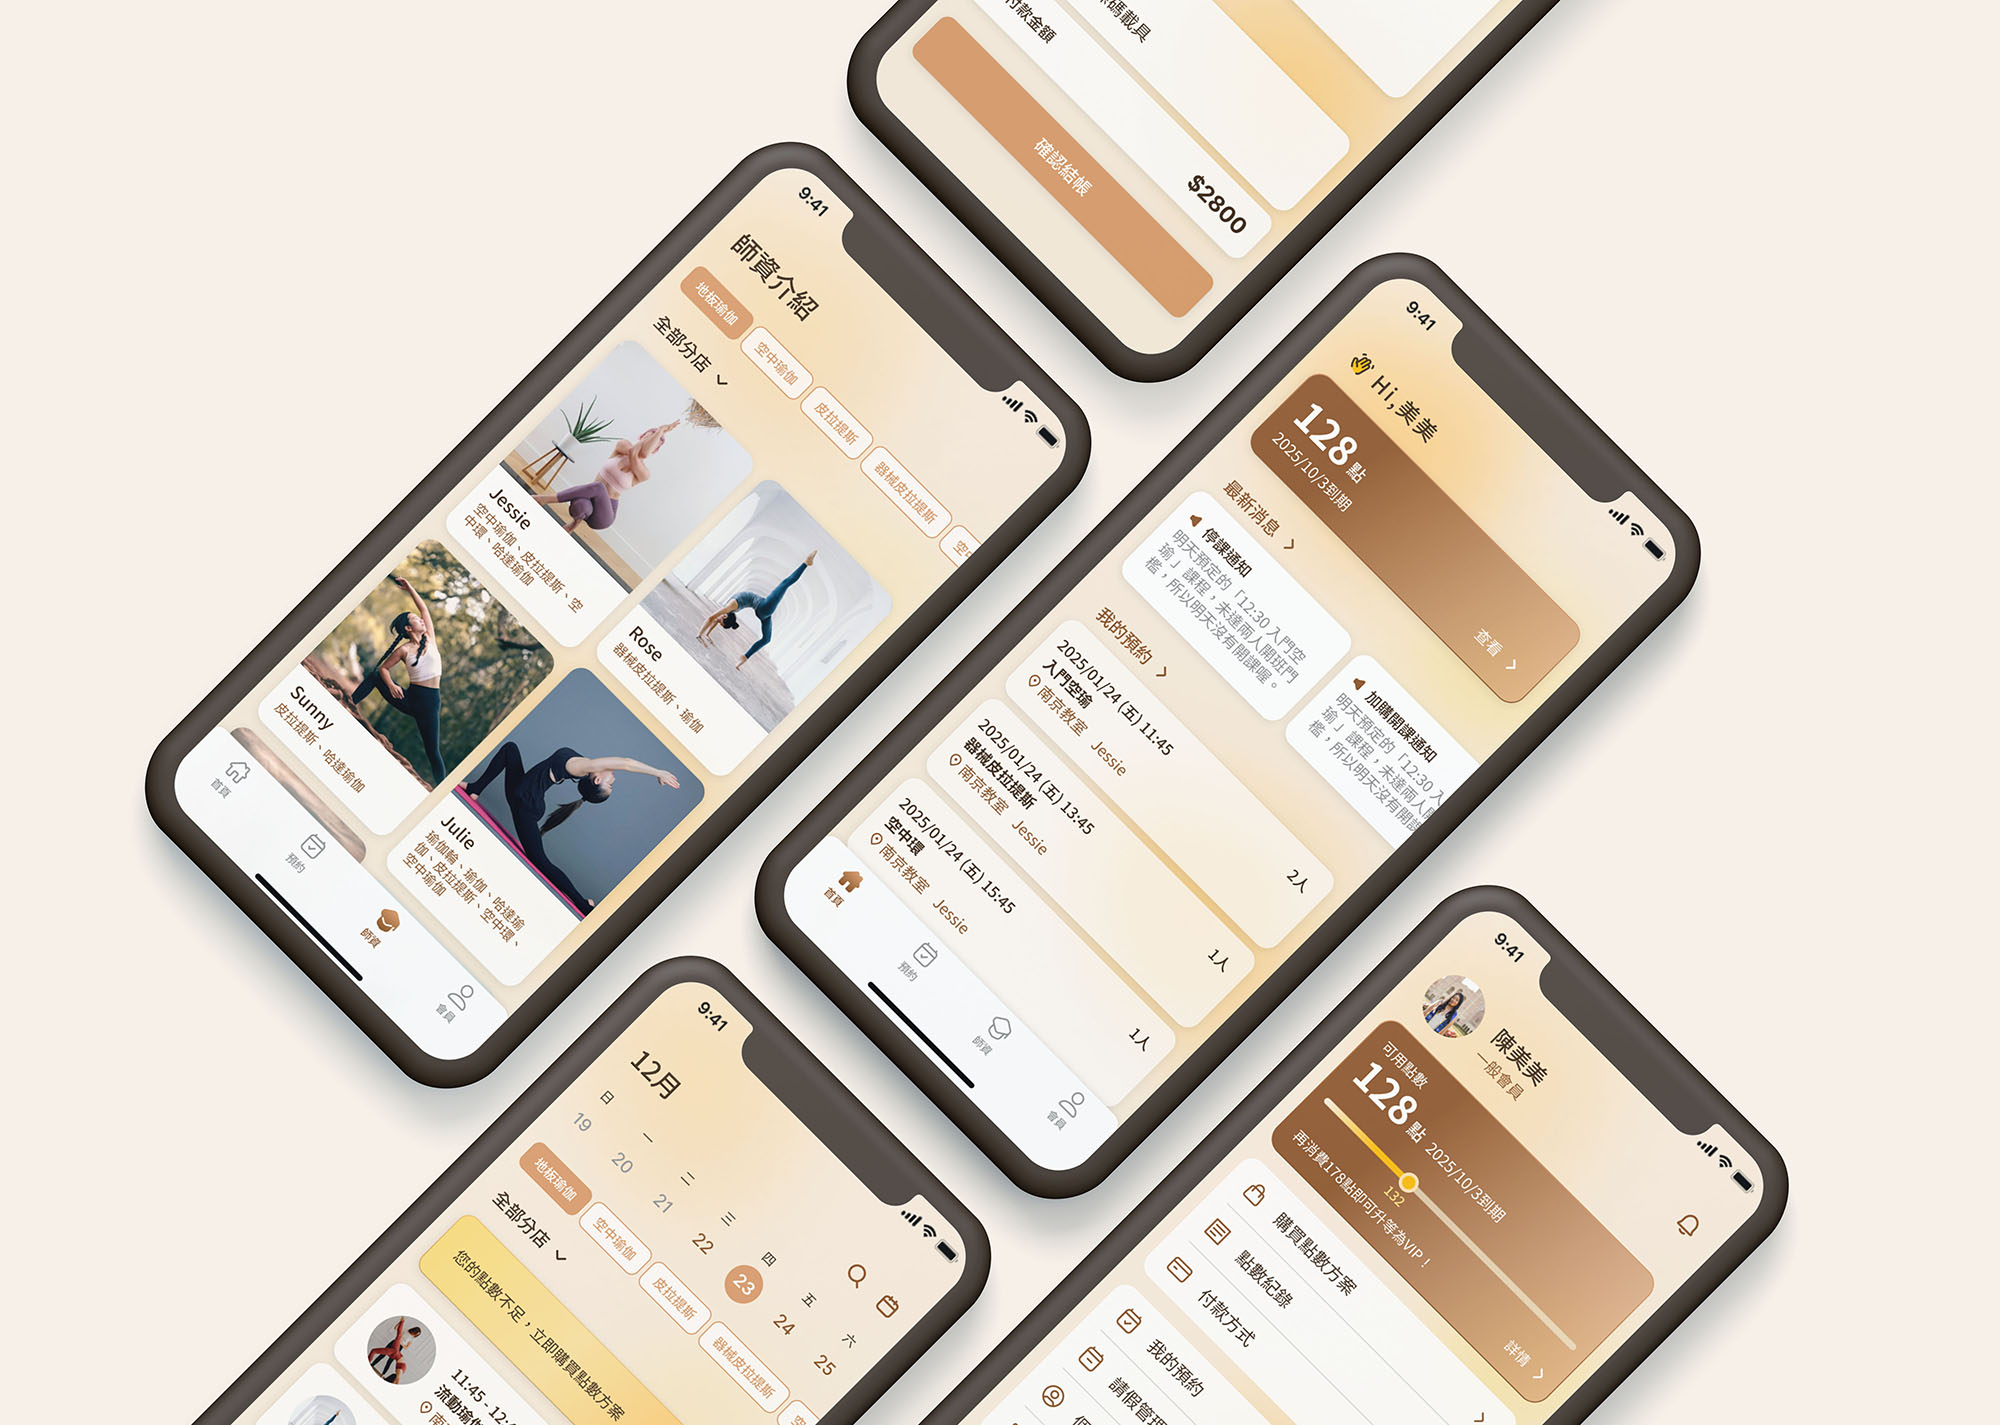 付款金額
碼載具
$2800
確認結帳
9:41
師資介紹
地板瑜伽
空中瑜伽
皮拉提斯
器械皮拉提斯
空中
全部分店
Jessie
空中瑜伽、皮拉提斯、空
中環、哈達瑜伽
Rose
器械皮拉提斯、瑜伽
Sunny
皮拉提斯、哈達瑜伽
Julie
瑜伽輪、瑜伽、哈達瑜
伽、皮拉提斯、空中環、
空中瑜伽
首頁
預約
師資
會員
9:41
Hi, 美美
128 點
2025/10/3到期
查看
最新消息
停課通知
明天預定的「12:30 入門空
瑜」課程，未達兩人開班門
檻，所以明天沒有開課喔。
加購開課通知
明天預定的「12:30 入
瑜」課程，未達兩人開
檻，所以明天沒有開課
我的預約
2025/01/24 (五) 11:45
入門空瑜
南京教室 Jessie
2人
2025/01/24 (五) 13:45
器械皮拉提斯
南京教室 Jessie
1人
2025/01/24 (五) 15:45
空中環
南京教室 Jessie
1人
首頁
預約
師資
會員
9:41
12月
日 一 二 三 四 五 六
19 20 21 22 23 24 25
地板瑜伽
空中瑜伽
皮拉提斯
器械皮拉提斯
空
全部分店
您的點數不足，立即購買點數方案
11:45 - 12:
流動瑜伽
南
9:41
陳美美
一般會員
可用點數
128 點 2025/10/3到期
132
再消費178點即可升等為VIP！
詳情
購買點數方案
點數紀錄
付款方式
我的預約
請假管理
個